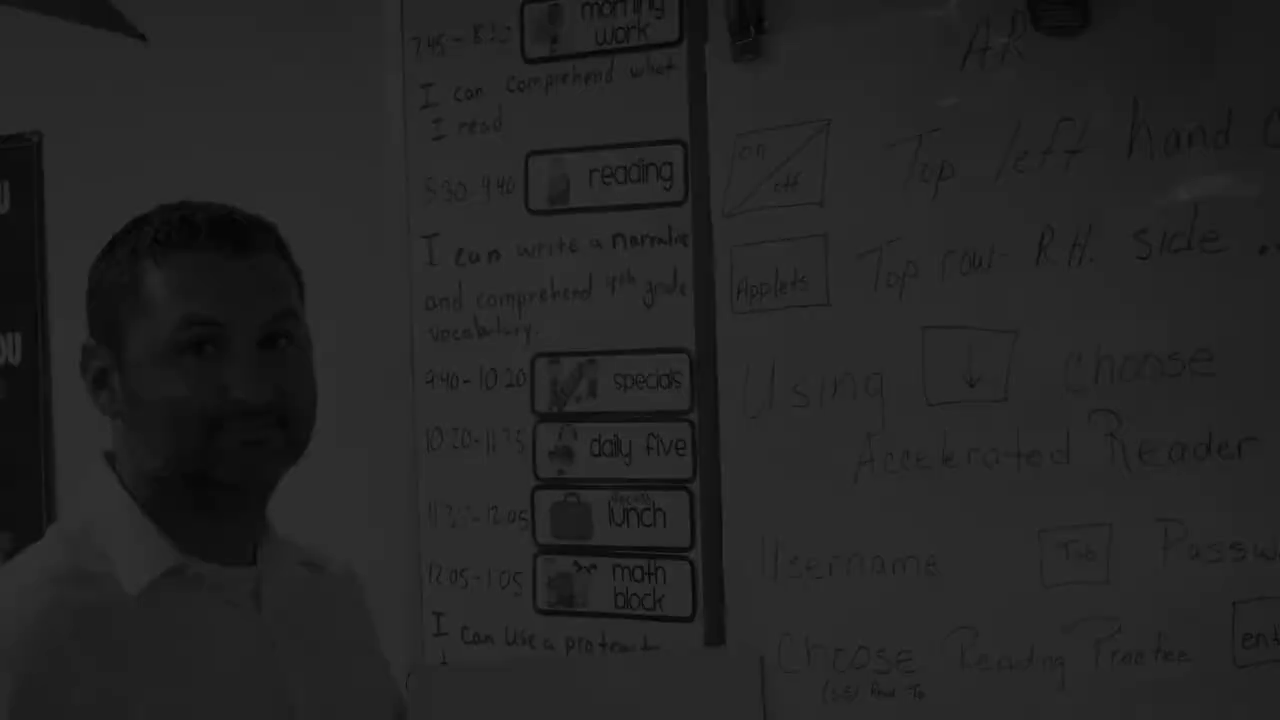 morning
7:45 - 8:30 work
I can comprehend what
I read
8:30 9:40 reading
I can write a narrative
and comprehend 4th grade
vocabulary.
9:40 - 10:20 specials
10:20 - daily five
recess
lunch
12:05 - 1:05 math
block
I can use a
AR
on
off
Top left hand
Applets
Top row - R.H. side ..
Using ↓ Choose
Accelerated Reader
Username Tab
Choose Reading Practice
U
OU